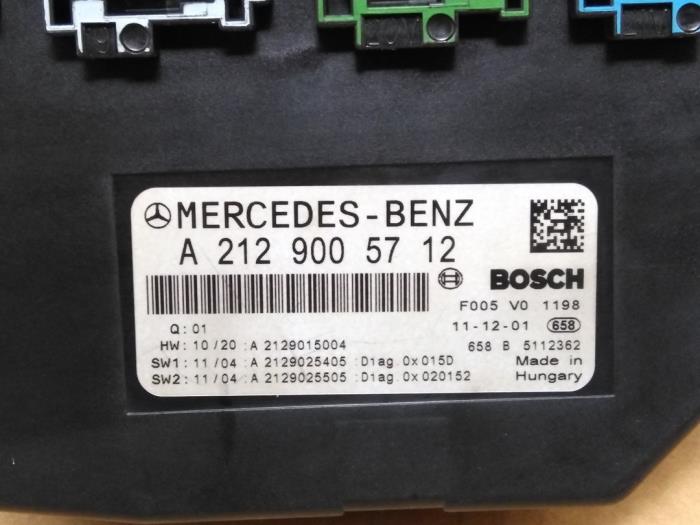 MERCEDES-BENZ
A 212 900 57 12
BOSCH
F005 V0 1198
Q: 01
11-12-01 658
HW: 10/20 :A 2129015004
658 B 5112362
SW1: 11/04 :A 2129025405 :Diag. 0x015D
Made in
SW2: 11/04 :A 2129025505 :Diag. 0x020152
Hungary